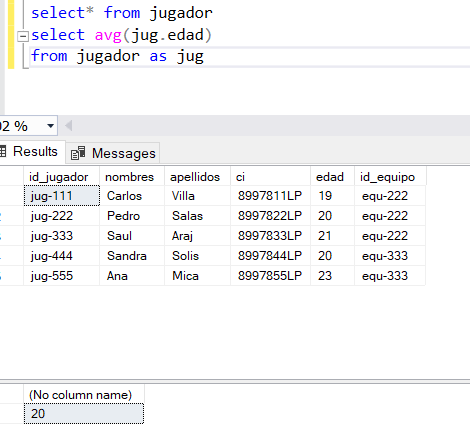 select* from jugador
select avg(jug.edad)
from jugador as jug
02 %
Results Messages
id_jugador nombres apellidos ci edad id_equipo
jug-111 Carlos Villa 8997811LP 19 equ-222
jug-222 Pedro Salas 8997822LP 20 equ-222
jug-333 Saul Araj 8997833LP 21 equ-222
jug-444 Sandra Solis 8997844LP 20 equ-333
jug-555 Ana Mica 8997855LP 23 equ-333
(No column name)
20